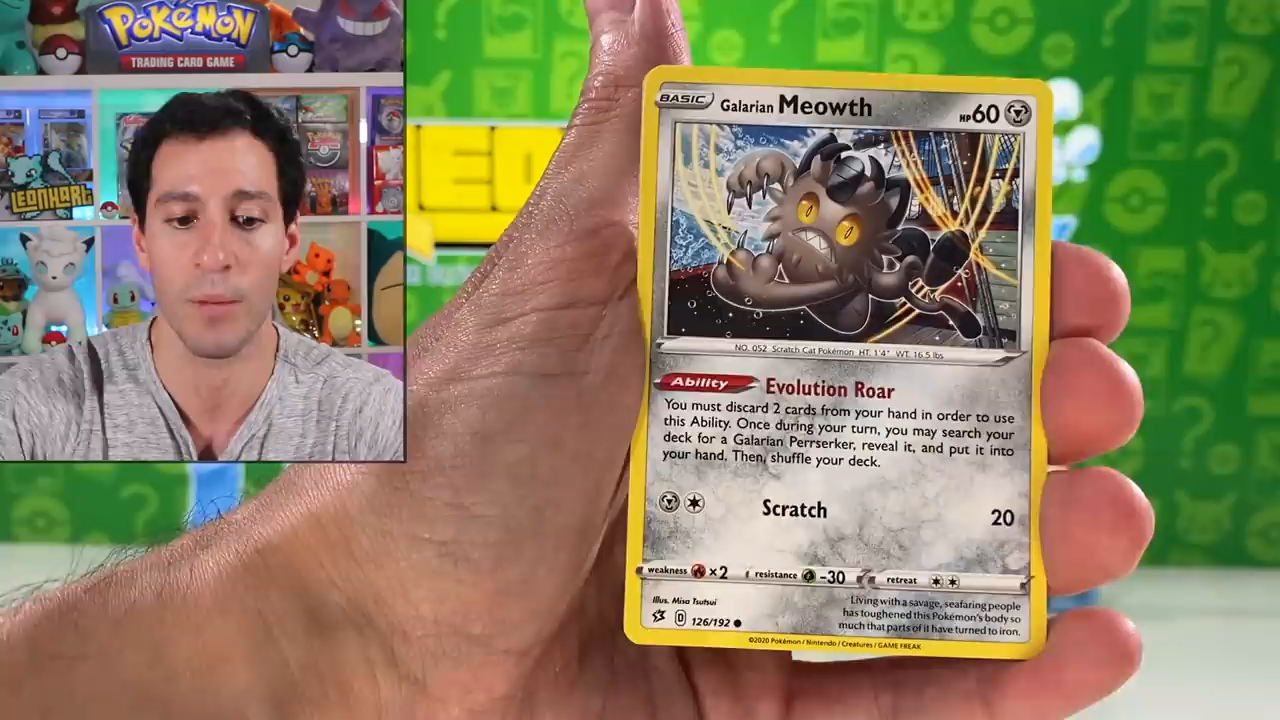 POKéMON
TRADING CARD GAME
LEONHART
BASIC Galarian Meowth HP 60
NO. 052 Scratch Cat Pokémon HT. 1'4" WT. 16.5 lbs
Ability Evolution Roar
You must discard 2 cards from your hand in order to use
this Ability. Once during your turn, you may search your
deck for a Galarian Perrserker, reveal it, and put it into
your hand. Then, shuffle your deck.
Scratch 20
weakness ×2 resistance -30 retreat
Illus. Misa Tsutsui
D 126/192
Living with a savage, seafaring people
has toughened this Pokémon's body so
much that parts of it have turned to iron.
©2020 Pokémon / Nintendo / Creatures / GAME FREAK